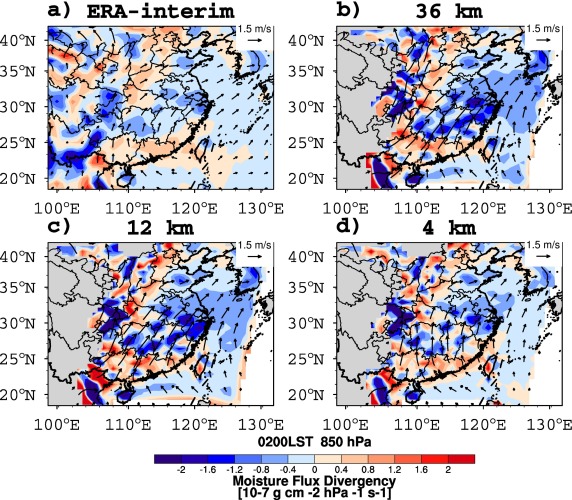 a) ERA-interim
1.5 m/s
40°N
35°N
30°N
25°N
20°N
100°E 110°E 120°E 130°E
b) 36 km
1.5 m/s
40°N
35°N
30°N
25°N
20°N
100°E 110°E 120°E 130°E
c) 12 km
1.5 m/s
40°N
35°N
30°N
25°N
20°N
100°E 110°E 120°E 130°E
d) 4 km
1.5 m/s
40°N
35°N
30°N
25°N
20°N
100°E 110°E 120°E 130°E
0200LST 850 hPa
-2 -1.6 -1.2 -0.8 -0.4 0 0.4 0.8 1.2 1.6 2
Moisture Flux Divergency
[10-7 g cm -2 hPa -1 s-1]